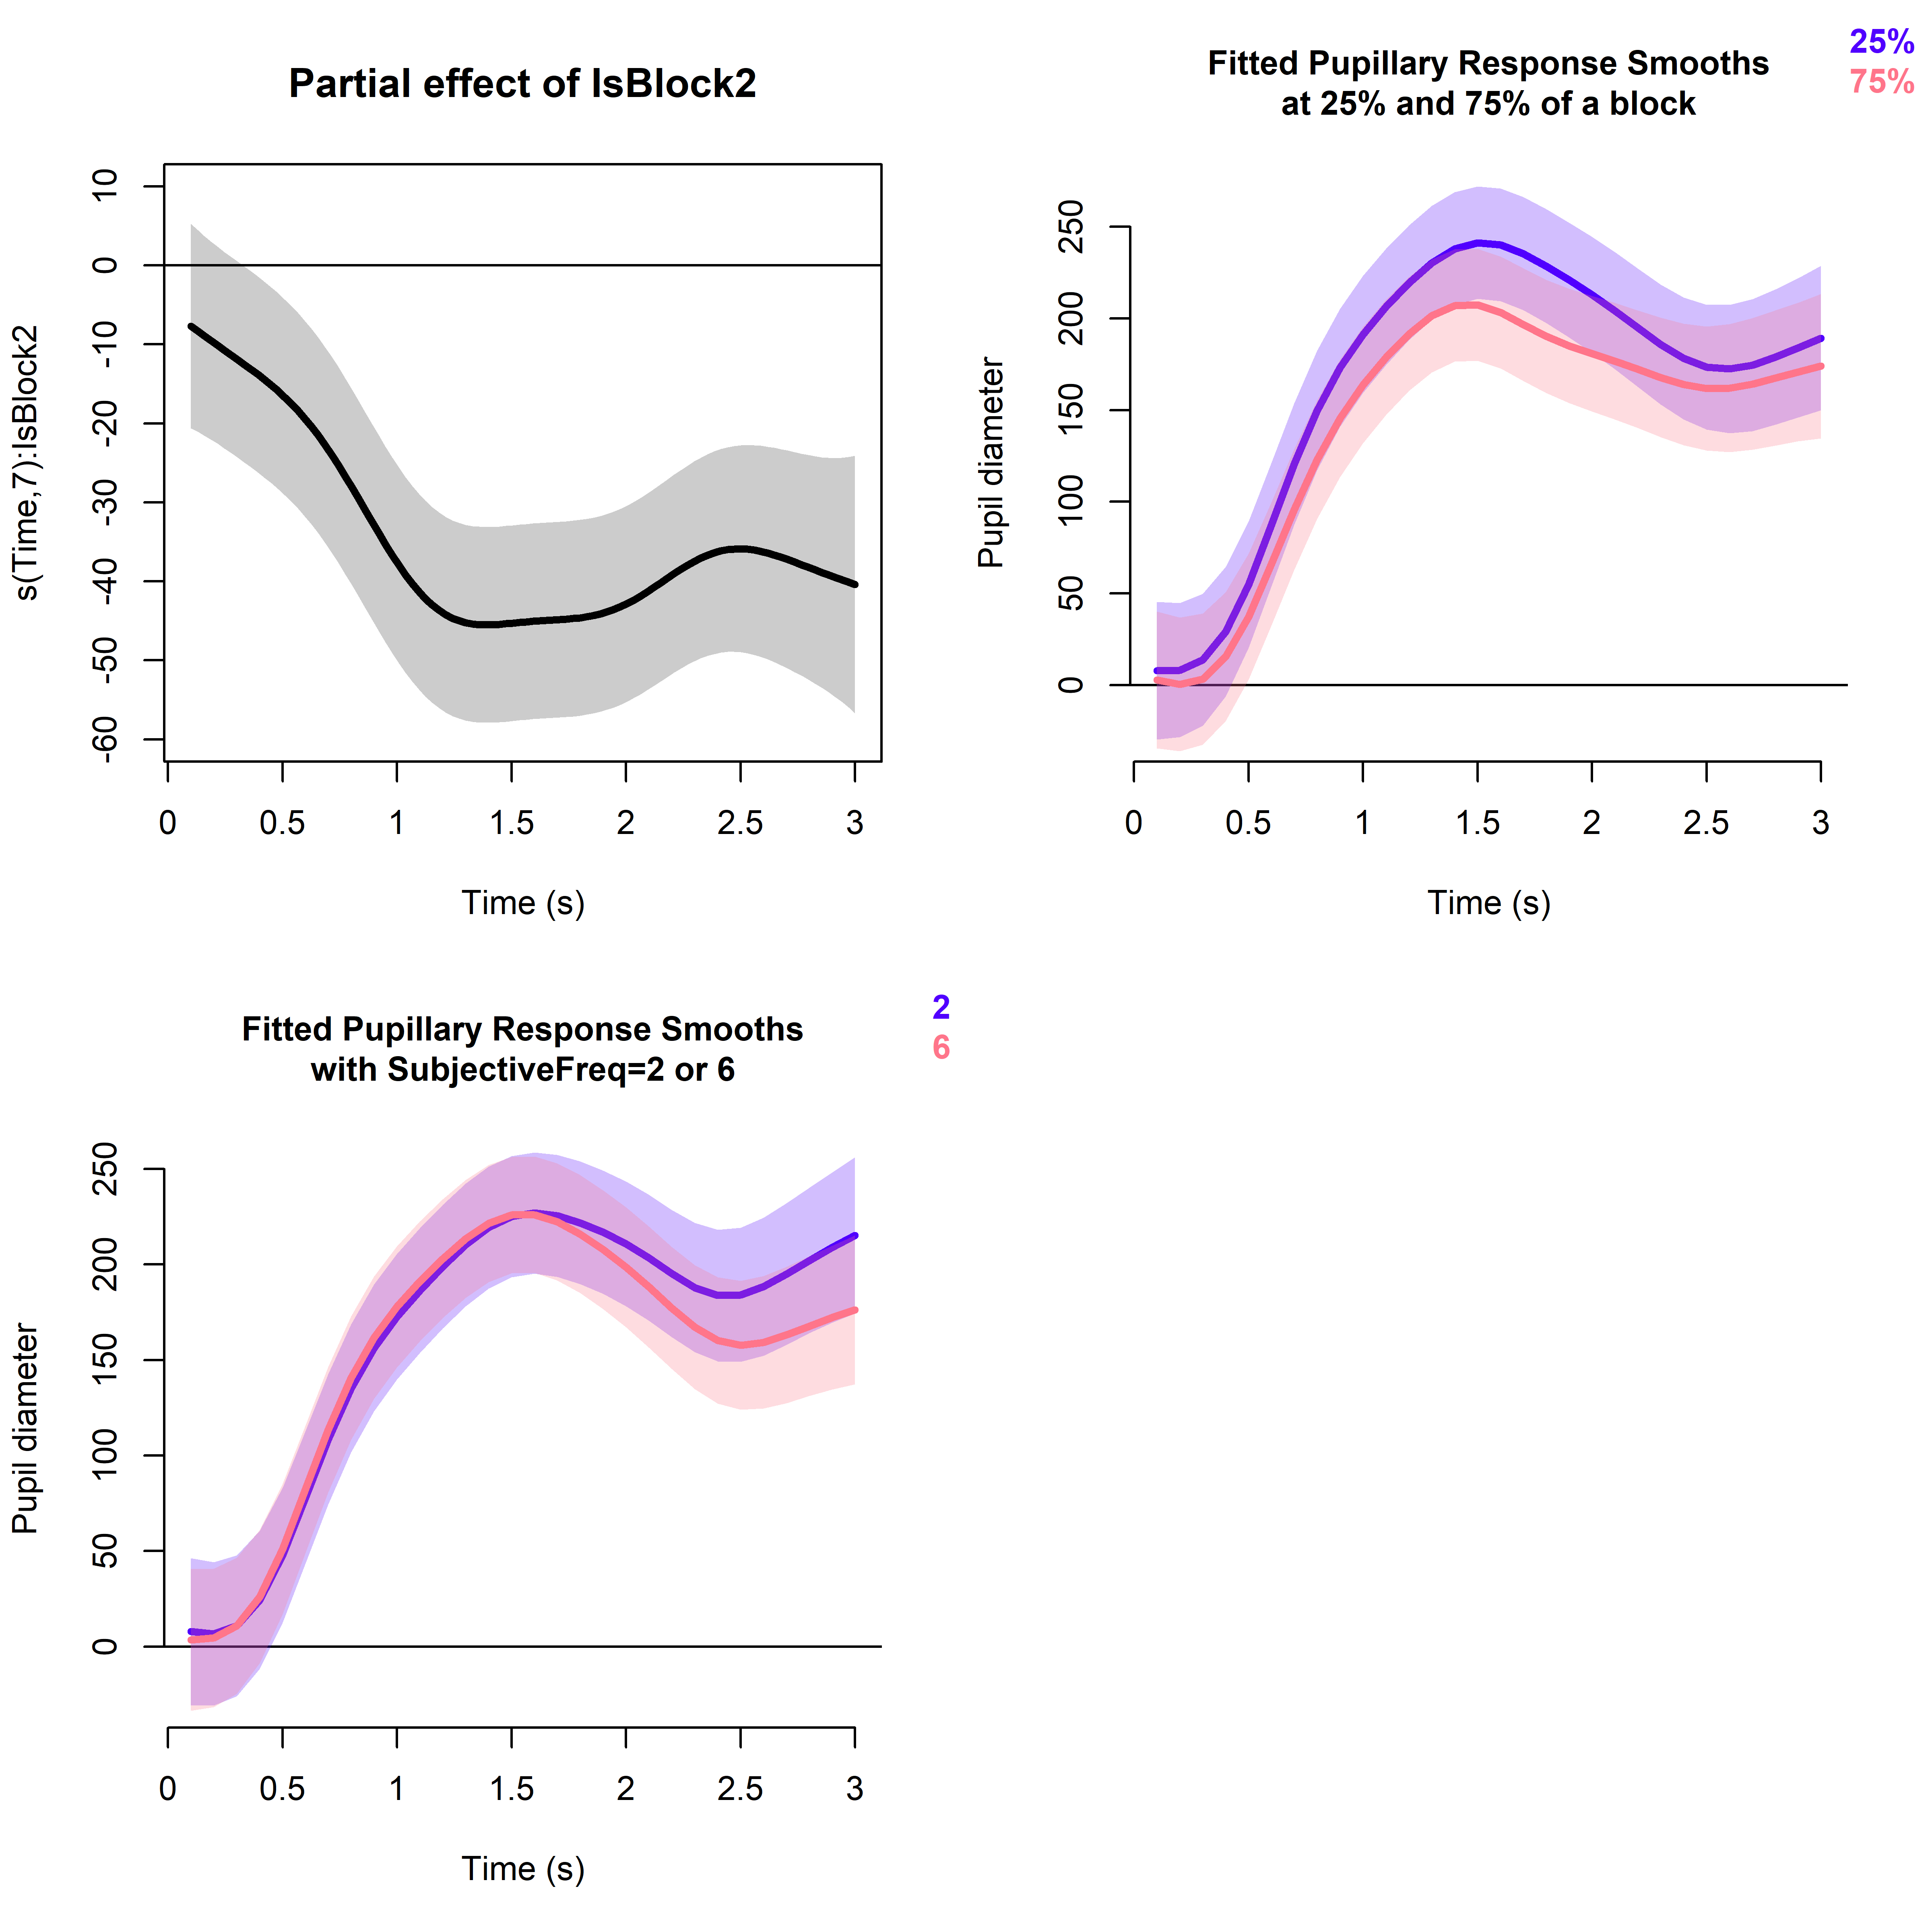 Partial effect of IsBlock2
s(Time,7):IsBlock2
10
0
-10
-20
-30
-40
-50
-60
0 0.5 1 1.5 2 2.5 3
Time (s)
Fitted Pupillary Response Smooths
at 25% and 75% of a block
25%
75%
Pupil diameter
250
200
150
100
50
0
0 0.5 1 1.5 2 2.5 3
Time (s)
Fitted Pupillary Response Smooths
with SubjectiveFreq=2 or 6
2
6
Pupil diameter
250
200
150
100
50
0
0 0.5 1 1.5 2 2.5 3
Time (s)